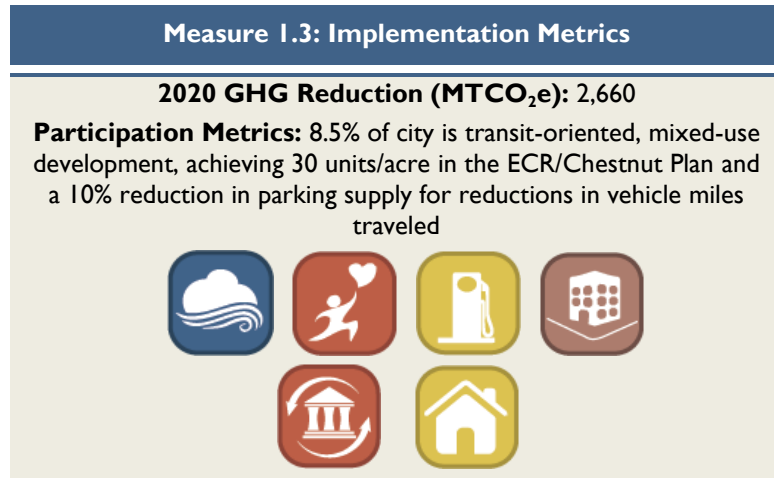 Measure 1.3: Implementation Metrics
2020 GHG Reduction (MTCO₂e): 2,660
Participation Metrics: 8.5% of city is transit-oriented, mixed-use
development, achieving 30 units/acre in the ECR/Chestnut Plan and
a 10% reduction in parking supply for reductions in vehicle miles
traveled